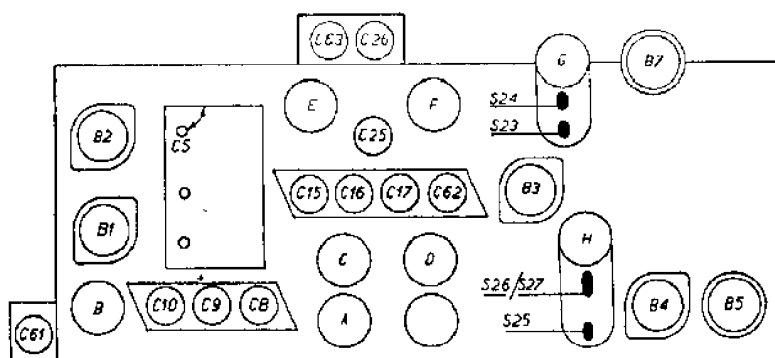 C63 C26
G B7
E F
S24
B2 C5 C25 S23
C15 C16 C17 C62 B3
B1
C D H
S26/S27
B C10 C9 C8 A B4 B5
S25
C61